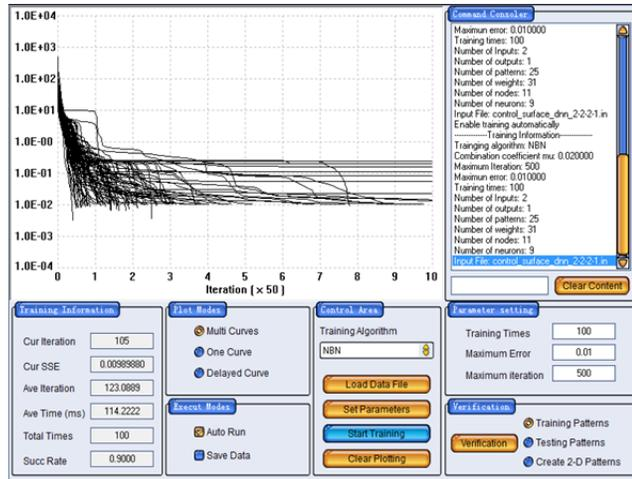 1.0E+04
1.0E+03
1.0E+02
1.0E+01
1.0E-00
1.0E-01
1.0E-02
1.0E-03
1.0E-04
0 1 2 3 4 5 6 7 8 9 10
Iteration ( x 50 )
Command Consoler
Maximun error: 0.010000
Training times: 100
Number of Inputs: 2
Number of outputs: 1
Number of patterns: 25
Number of weights: 31
Number of nodes: 11
Number of neurons: 9
Input File: control_surface_dnn_2-2-2-1.in
Enable training automatically
------------Training Information------------
Trainging algorithm: NBN
Combination coefficient mu: 0.020000
Maximum Iteration: 500
Maximun error: 0.010000
Training times: 100
Number of Inputs: 2
Number of outputs: 1
Number of patterns: 25
Number of weights: 31
Number of nodes: 11
Number of neurons: 9
Input File: control_surface_dnn_2-2-2-1.in
Clear Content
Training Information
Cur Iteration 105
Cur SSE 0.00989880
Ave Iteration 123.0889
Ave Time (ms) 114.2222
Total Times 100
Succ Rate 0.9000
Plot Modes
Multi Curves
One Curve
Delayed Curve
Execut Modes
Auto Run
Save Data
Control Area
Training Algorithm
NBN
Load Data File
Set Parameters
Start Training
Clear Plotting
Parameter setting
Training Times 100
Maximum Error 0.01
Maximum iteration 500
Verification
Verification
Training Patterns
Testing Patterns
Create 2-D Patterns